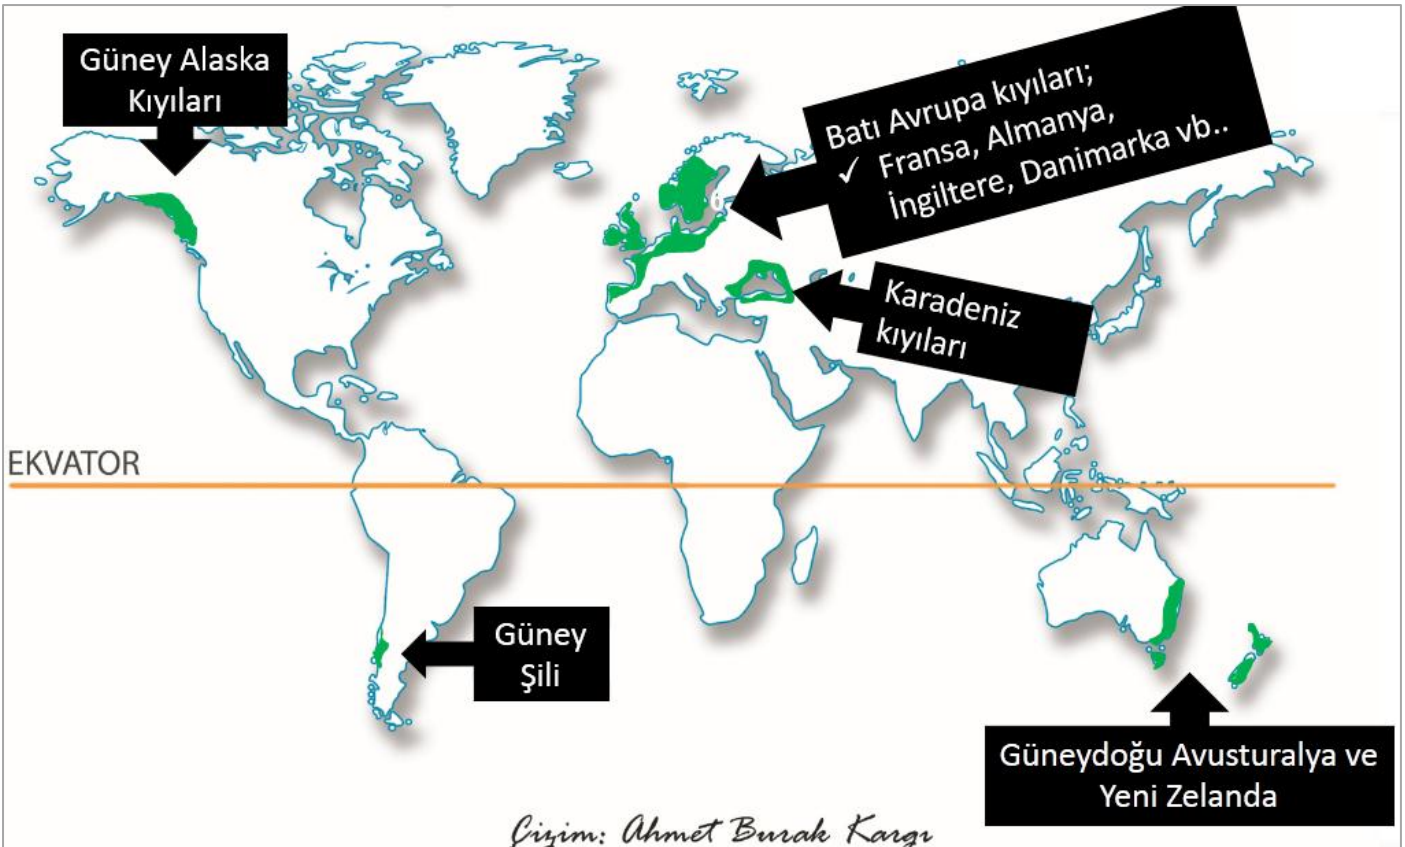 Güney Alaska
Kıyıları
Batı Avrupa kıyıları;
✓ Fransa, Almanya,
İngiltere, Danimarka vb..
6
Karadeniz
kıyıları
EKVATOR
Güney
Şili
Güneydoğu Avusturalya ve
Yeni Zelanda
Çizim: Ahmet Burak Kargı